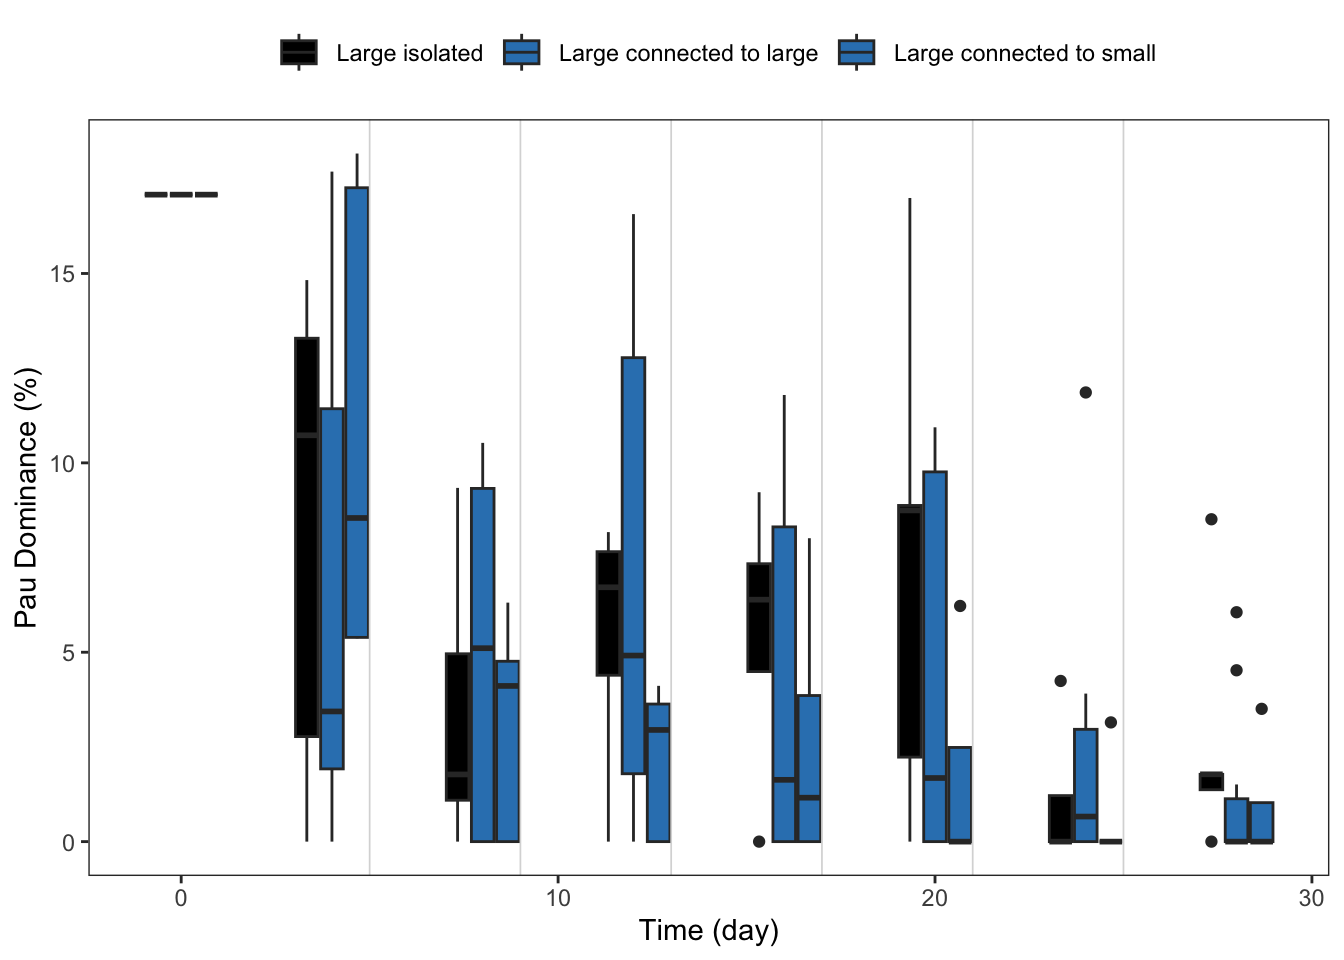 Large isolated Large connected to large Large connected to small
Pau Dominance (%)
15
10
5
0
0 10 20 30
Time (day)